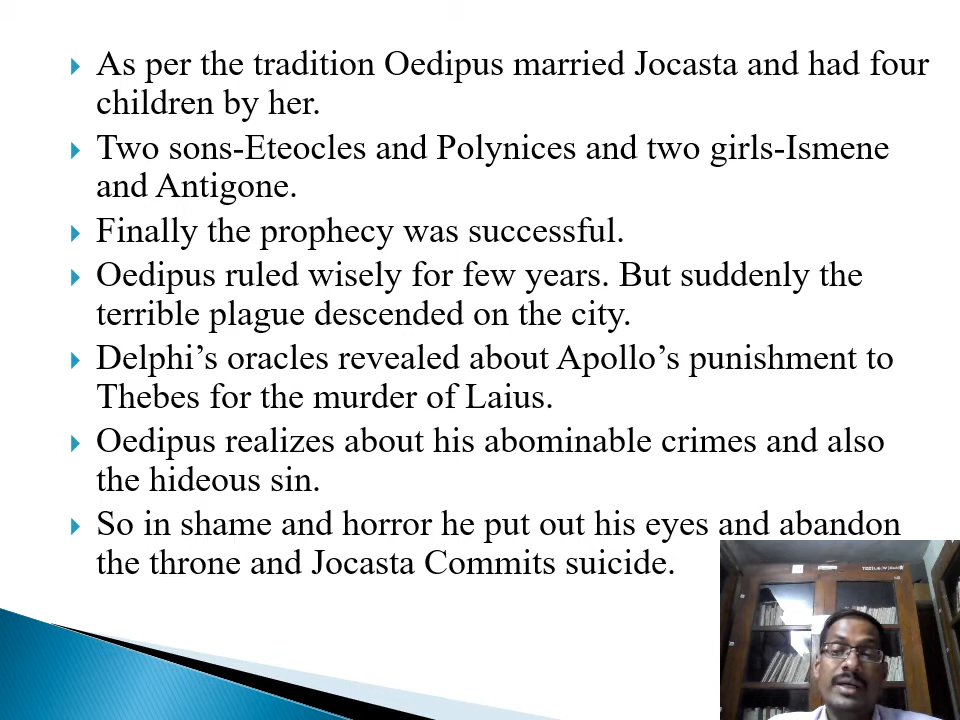 As per the tradition Oedipus married Jocasta and had four
children by her.
Two sons-Eteocles and Polynices and two girls-Ismene
and Antigone.
Finally the prophecy was successful.
Oedipus ruled wisely for few years. But suddenly the
terrible plague descended on the city.
Delphi’s oracles revealed about Apollo’s punishment to
Thebes for the murder of Laius.
Oedipus realizes about his abominable crimes and also
the hideous sin.
So in shame and horror he put out his eyes and abandon
the throne and Jocasta Commits suicide.